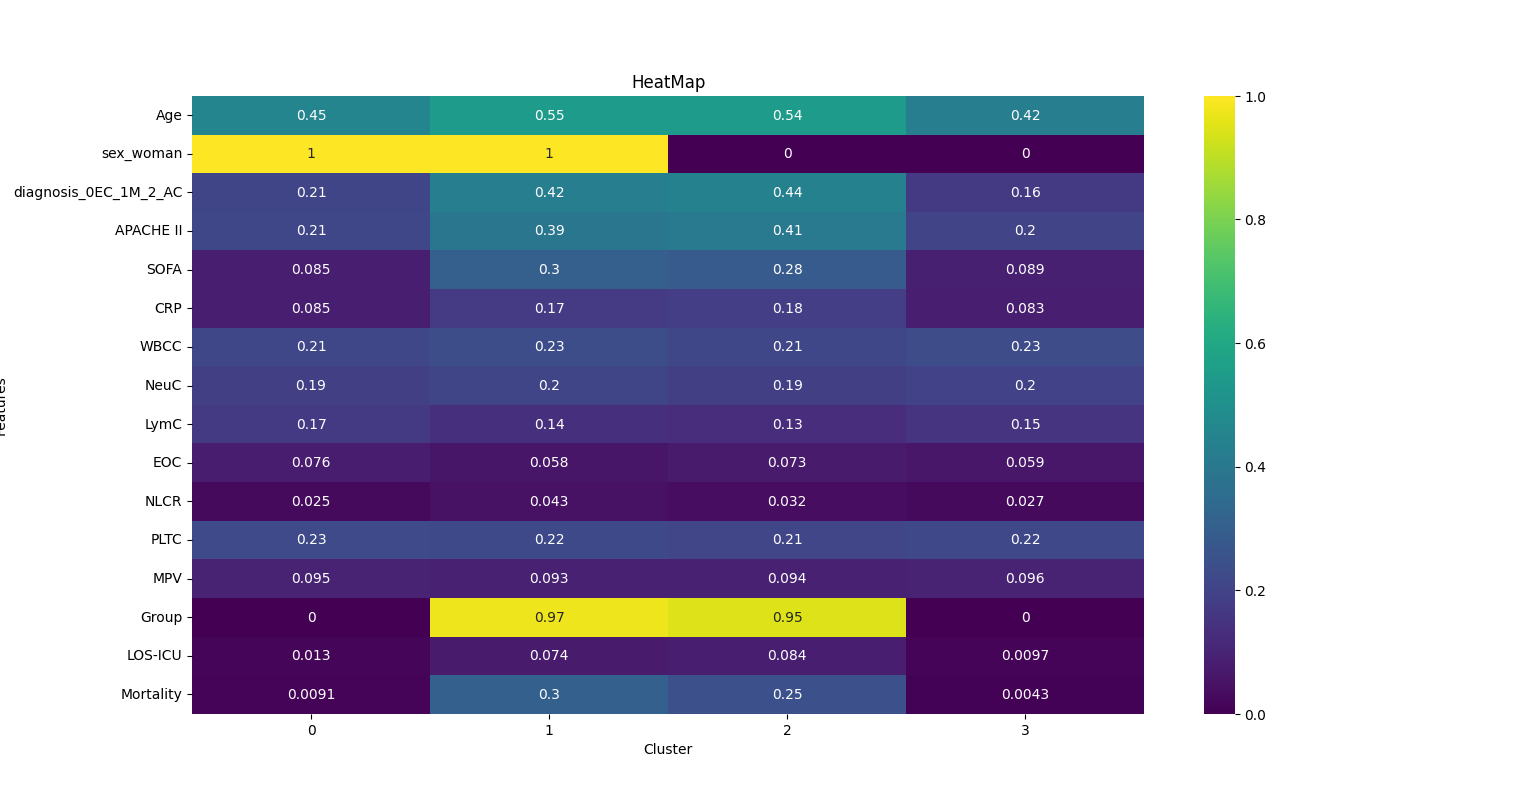 HeatMap
Age 0.45 0.55 0.54 0.42
sex_woman 1 1 0 0
diagnosis_0EC_1M_2_AC 0.21 0.42 0.44 0.16
APACHE II 0.21 0.39 0.41 0.2
SOFA 0.085 0.3 0.28 0.089
CRP 0.085 0.17 0.18 0.083
WBCC 0.21 0.23 0.21 0.23
NeuC 0.19 0.2 0.19 0.2
LymC 0.17 0.14 0.13 0.15
EOC 0.076 0.058 0.073 0.059
NLCR 0.025 0.043 0.032 0.027
PLTC 0.23 0.22 0.21 0.22
MPV 0.095 0.093 0.094 0.096
Group 0 0.97 0.95 0
LOS-ICU 0.013 0.074 0.084 0.0097
Mortality 0.0091 0.3 0.25 0.0043
0 1 2 3
Cluster
1.0
0.8
0.6
0.4
0.2
0.0